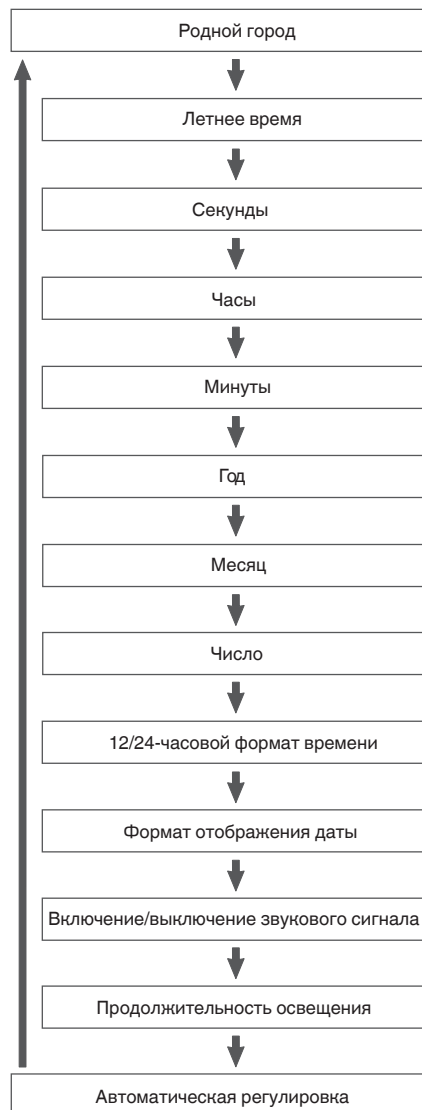 Родной город
Летнее время
Секунды
Часы
Минуты
Год
Месяц
Число
12/24-часовой формат времени
Формат отображения даты
Включение/выключение звукового сигнала
Продолжительность освещения
Автоматическая регулировка